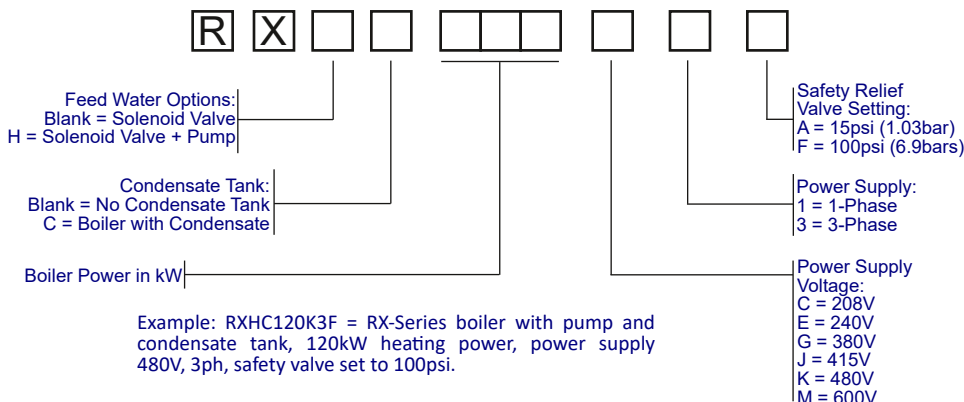 R X
Feed Water Options:
Blank = Solenoid Valve
H = Solenoid Valve + Pump
Condensate Tank:
Blank = No Condensate Tank
C = Boiler with Condensate
Boiler Power in kW
Safety Relief
Valve Setting:
A = 15psi (1.03bar)
F = 100psi (6.9bars)
Power Supply:
1 = 1-Phase
3 = 3-Phase
Power Supply
Voltage:
C = 208V
E = 240V
G = 380V
J = 415V
K = 480V
M = 600V
Example: RXHC120K3F = RX-Series boiler with pump and
condensate tank, 120kW heating power, power supply
480V, 3ph, safety valve set to 100psi.